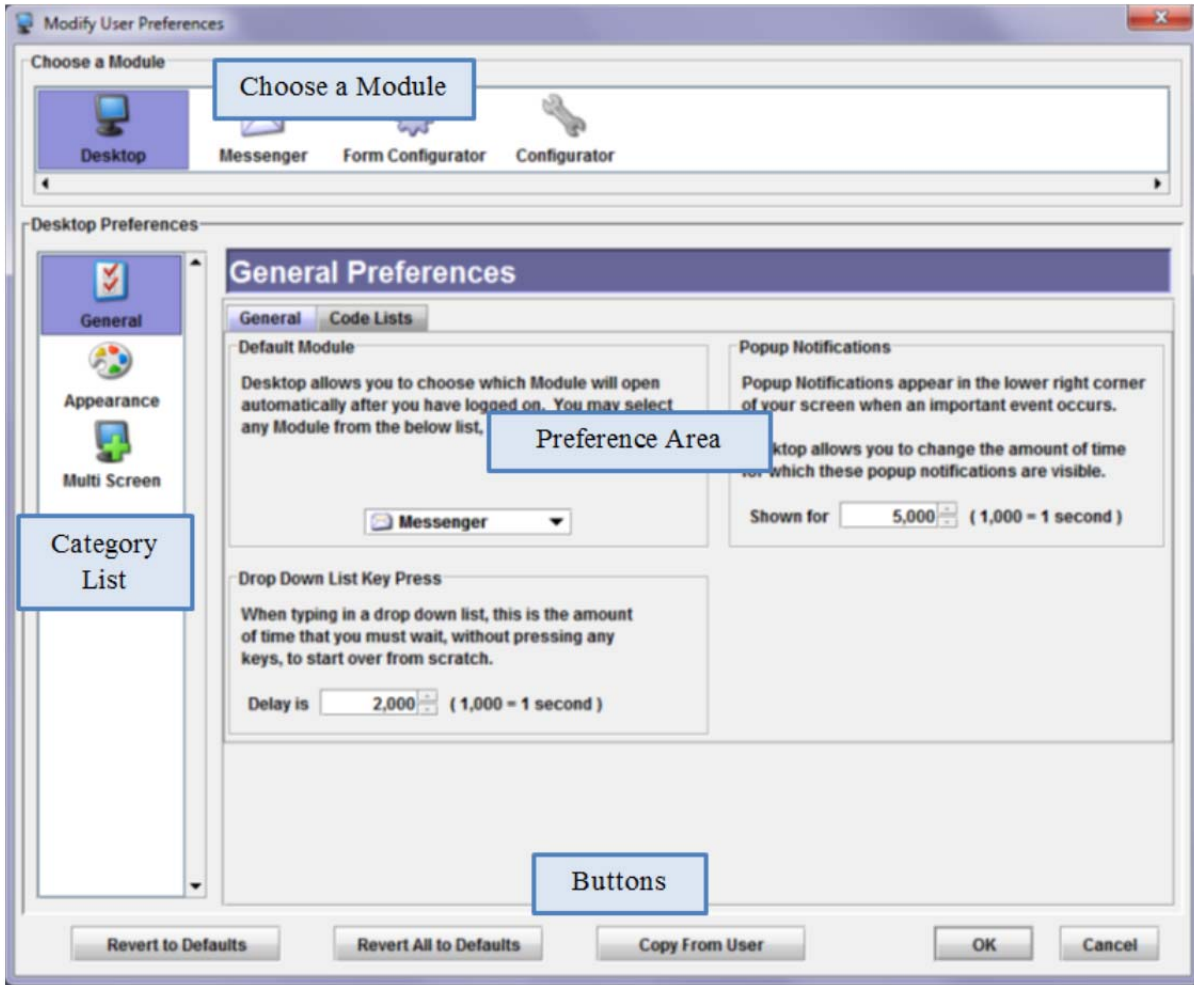 Modify User Preferences
Choose a Module
Choose a Module
Desktop
Messenger
Form Configurator
Configurator
Desktop Preferences
General
Appearance
Multi Screen
Category
List
General Preferences
General
Code Lists
Default Module
Desktop allows you to choose which Module will open
automatically after you have logged on. You may select
any Module from the below list,
Preference Area
Messenger
Popup Notifications
Popup Notifications appear in the lower right corner
of your screen when an important event occurs.
ktop allows you to change the amount of time
for which these popup notifications are visible.
Shown for 5,000 ( 1,000 = 1 second )
Drop Down List Key Press
When typing in a drop down list, this is the amount
of time that you must wait, without pressing any
keys, to start over from scratch.
Delay is 2,000 ( 1,000 = 1 second )
Buttons
Revert to Defaults
Revert All to Defaults
Copy From User
OK
Cancel